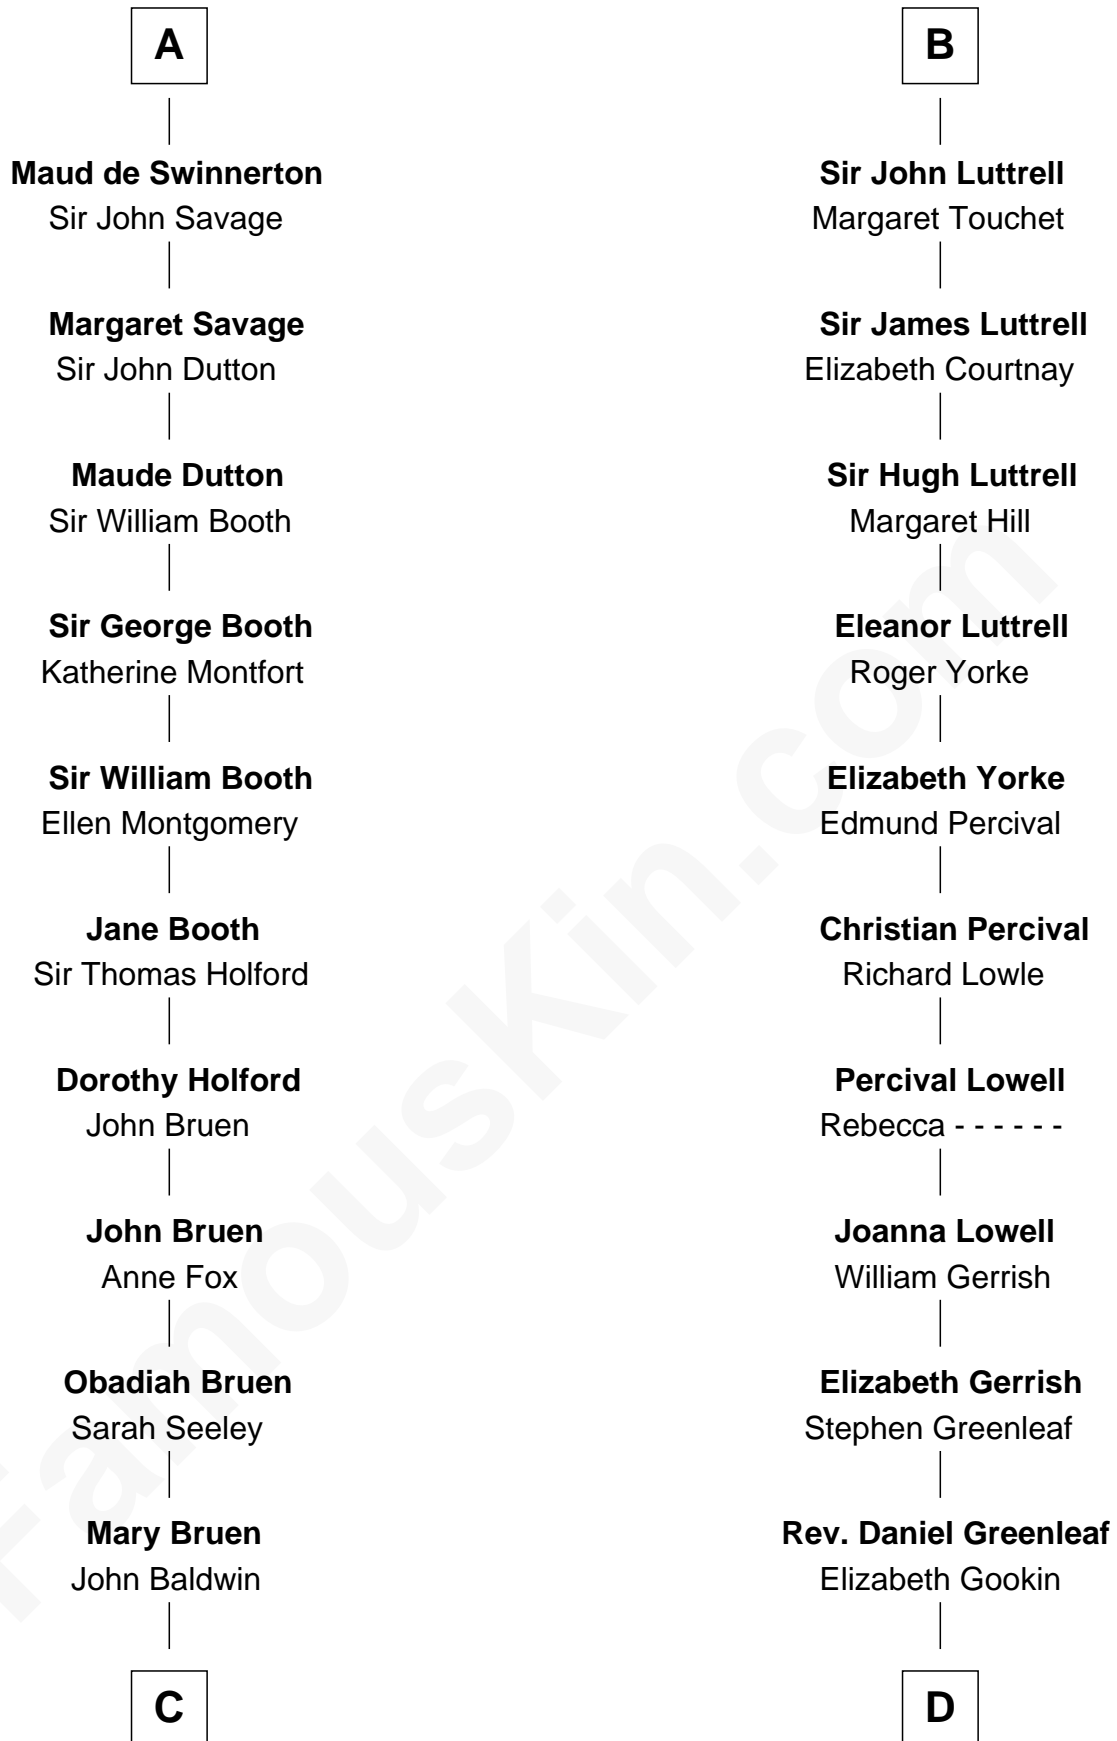 A
Maud de Swinnerton
Sir John Savage
Margaret Savage
Sir John Dutton
Maude Dutton
Sir William Booth
Sir George Booth
Katherine Montfort
Sir William Booth
Ellen Montgomery
Jane Booth
Sir Thomas Holford
Dorothy Holford
John Bruen
John Bruen
Anne Fox
Obadiah Bruen
Sarah Seeley
Mary Bruen
John Baldwin
C
B
Sir John Luttrell
Margaret Touchet
Sir James Luttrell
Elizabeth Courtnay
Sir Hugh Luttrell
Margaret Hill
Eleanor Luttrell
Roger Yorke
Elizabeth Yorke
Edmund Percival
Christian Percival
Richard Lowle
Percival Lowell
Rebecca - - - - - -
Joanna Lowell
William Gerrish
Elizabeth Gerrish
Stephen Greenleaf
Rev. Daniel Greenleaf
Elizabeth Gookin
D
FamousKin.com